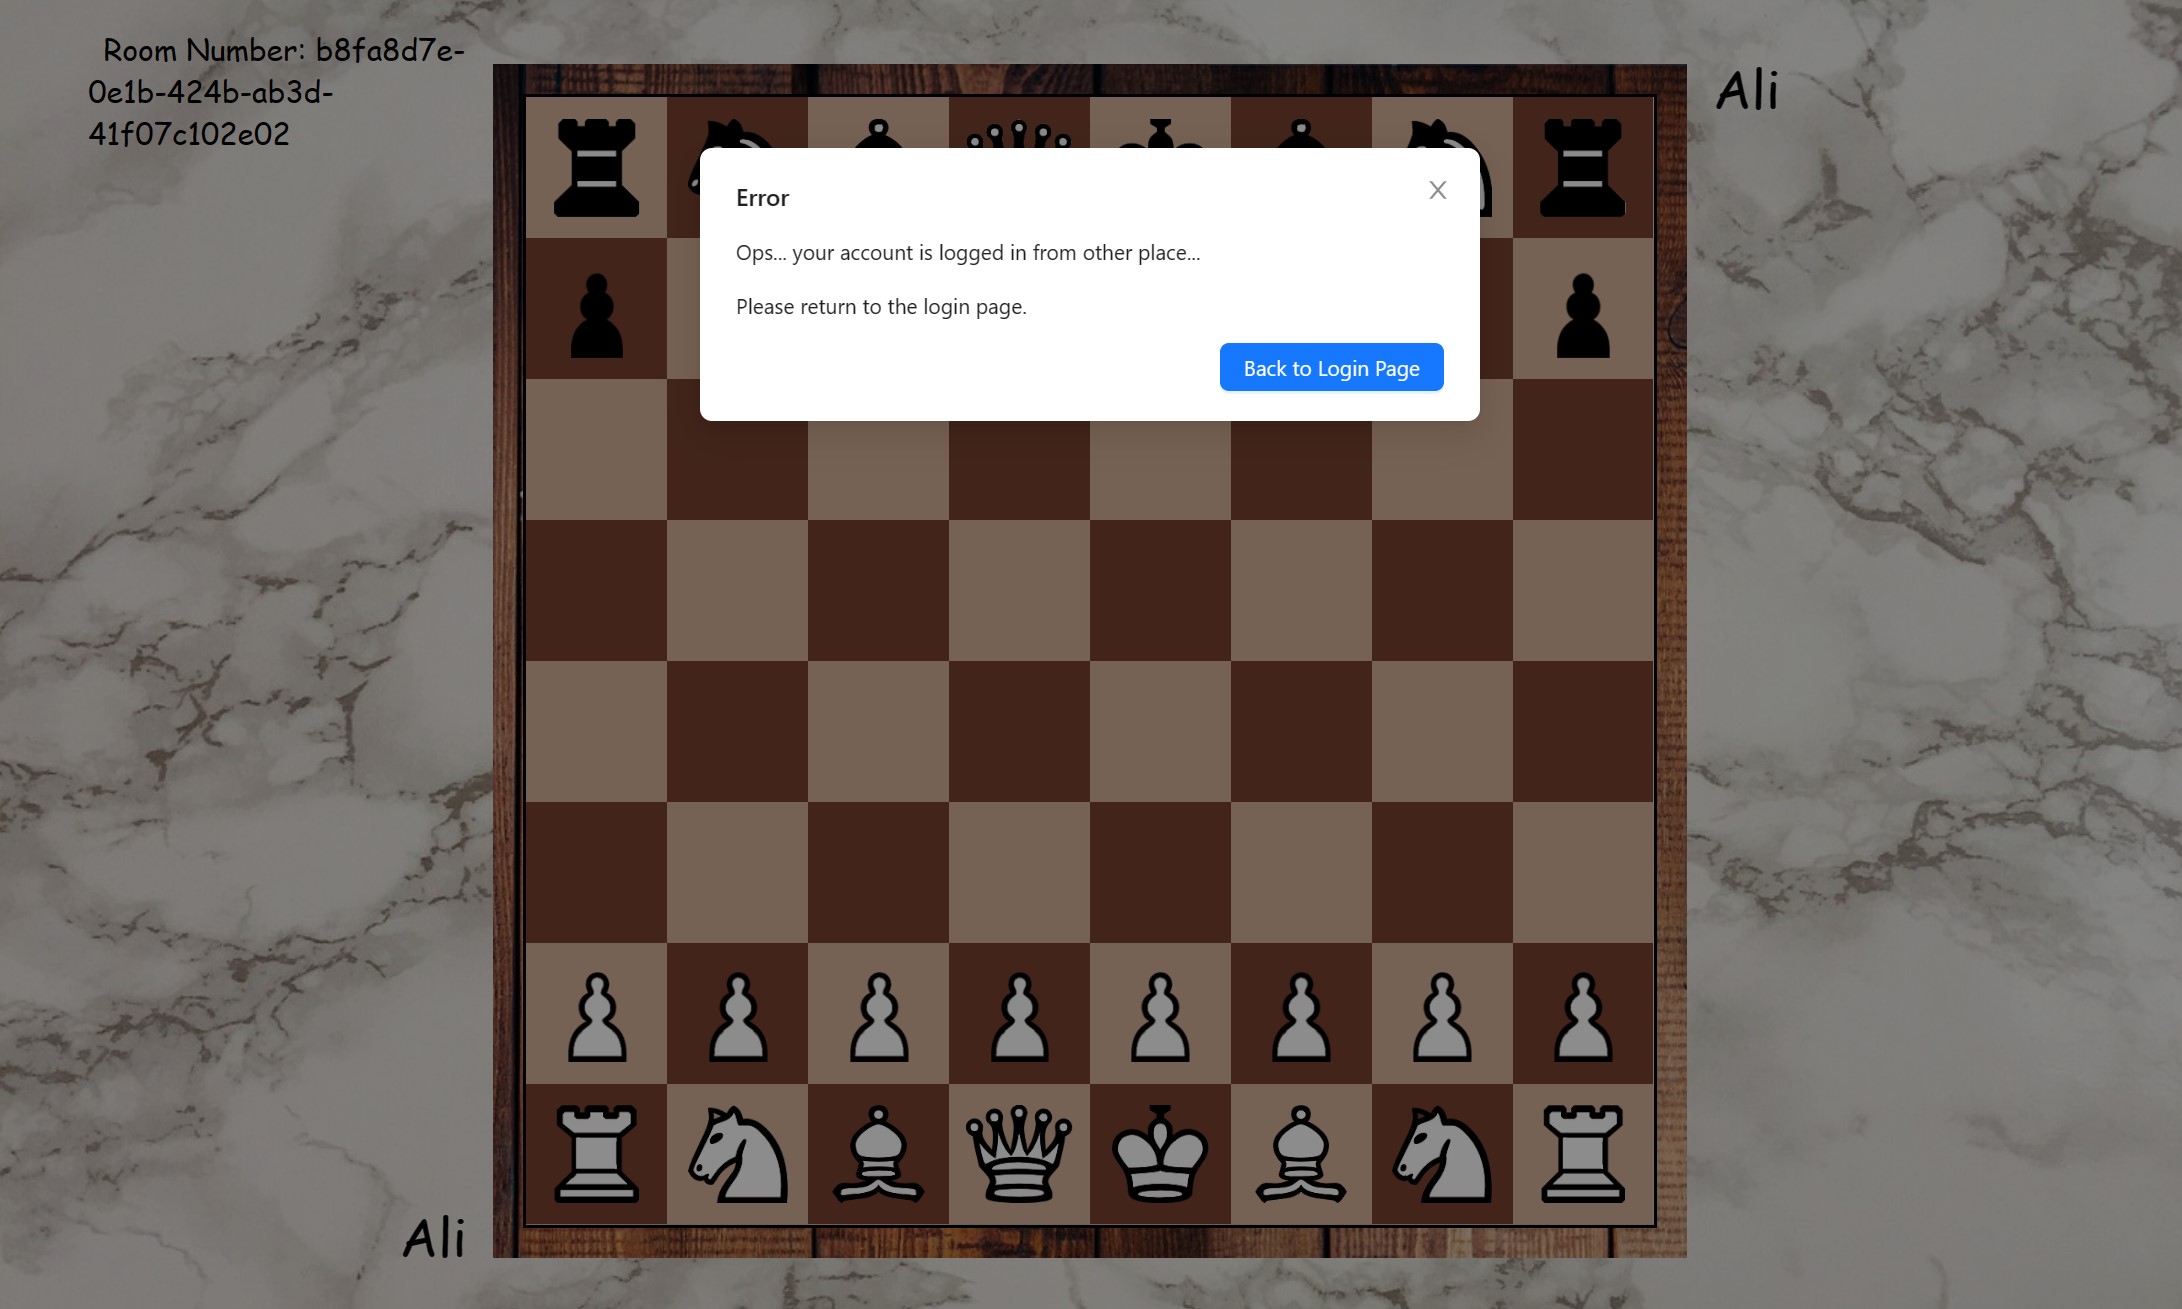 Room Number: b8fa8d7e-
0e1b-424b-ab3d-
41f07c102e02
Ali
Error
Ops... your account is logged in from other place...
Please return to the login page.
Back to Login Page
Ali